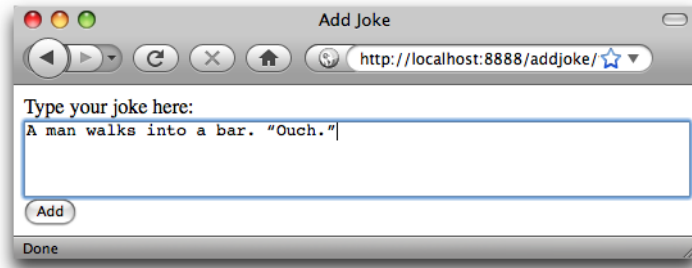 Add Joke
http://localhost:8888/addjoke/
Type your joke here:
A man walks into a bar. “Ouch.”
Add
Done